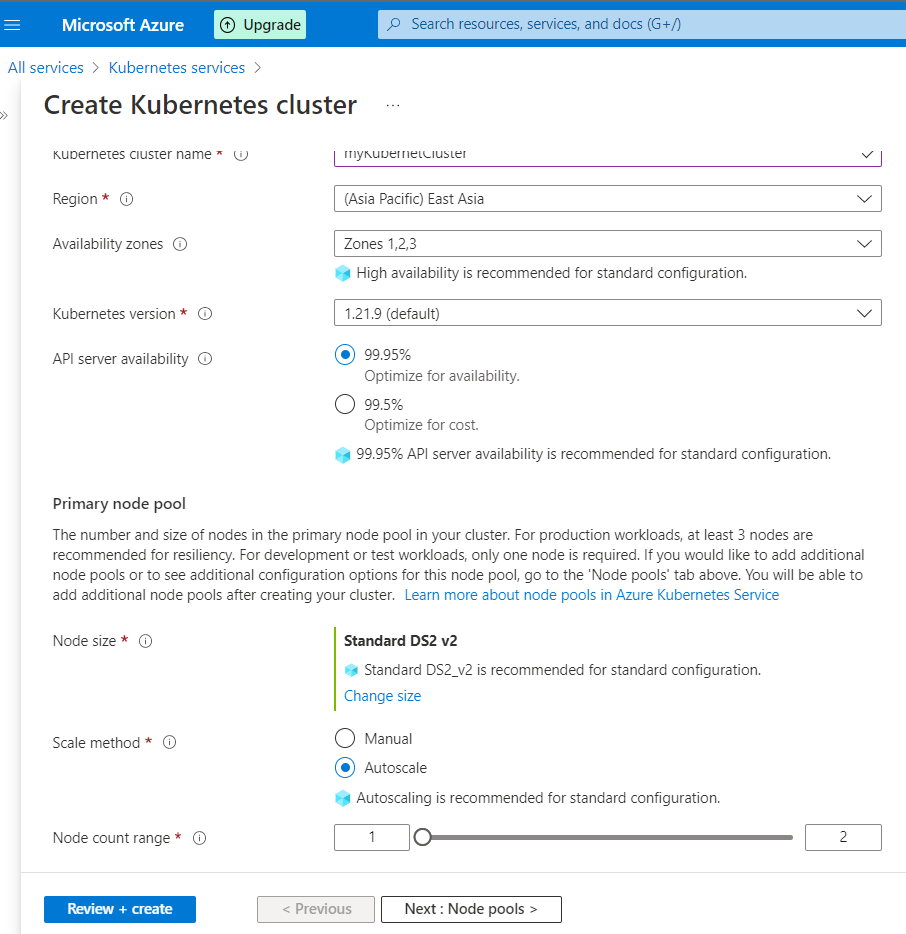 Microsoft Azure
Upgrade
Search resources, services, and docs (G+/)
All services > Kubernetes services >
Create Kubernetes cluster ...
Kubernetes cluster name *
myKubernetCluster
Region *
(Asia Pacific) East Asia
Availability zones
Zones 1,2,3
High availability is recommended for standard configuration.
Kubernetes version *
1.21.9 (default)
API server availability
99.95%
Optimize for availability.
99.5%
Optimize for cost.
99.95% API server availability is recommended for standard configuration.
Primary node pool
The number and size of nodes in the primary node pool in your cluster. For production workloads, at least 3 nodes are
recommended for resiliency. For development or test workloads, only one node is required. If you would like to add additional
node pools or to see additional configuration options for this node pool, go to the 'Node pools' tab above. You will be able to
add additional node pools after creating your cluster. Learn more about node pools in Azure Kubernetes Service
Node size *
Standard DS2 v2
Standard DS2_v2 is recommended for standard configuration.
Change size
Scale method *
Manual
Autoscale
Autoscaling is recommended for standard configuration.
Node count range *
1
2
Review + create
< Previous
Next : Node pools >